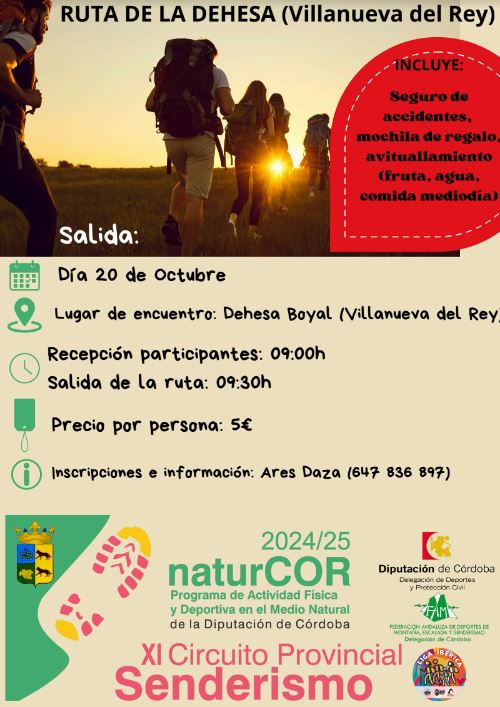 RUTA DE LA DEHESA (Villanueva del Rey)
INCLUYE:
Seguro de
accidentes,
mochila de regalo,
avituallamiento
(fruta, agua,
comida mediodía)
Salida:
Día 20 de Octubre
Lugar de encuentro: Dehesa Boyal (Villanueva del Rey)
Recepción participantes: 09:00h
Salida de la ruta: 09:30h
Precio por persona: 5€
Inscripciones e información: Ares Daza (647 836 897)
2024/25
naturCOR
Programa de Actividad Física
y Deportiva en el Medio Natural
de la Diputación de Córdoba
XI Circuito Provincial
Senderismo
Diputación de Córdoba
Delegación de Deportes
y Protección Civil
FAM
FEDERACIÓN ANDALUZA DE DEPORTES DE
MONTAÑA, ESCALADA Y SENDERISMO
Delegación de Córdoba
LINCE IBÉRICA